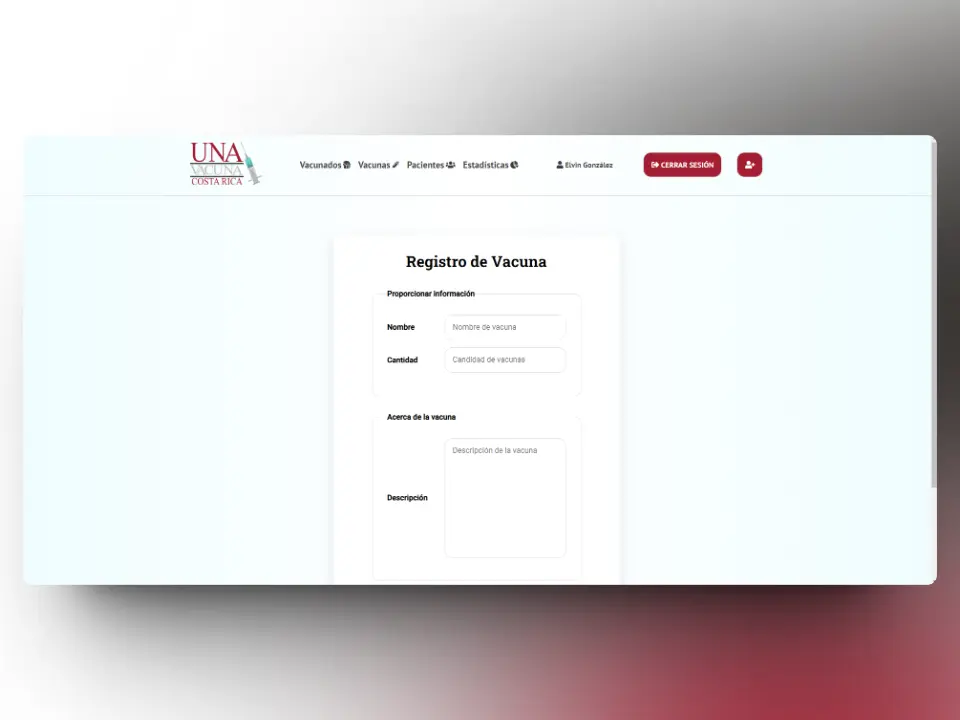 UNA
VACUNA
COSTA RICA
Vacunados Vacunas Pacientes Estadísticas Elvin González CERRAR SESIÓN
Registro de Vacuna
Proporcionar información
Nombre Nombre de vacuna
Cantidad Candidad de vacunas
Acerca de la vacuna
Descripción de la vacuna
Descripción